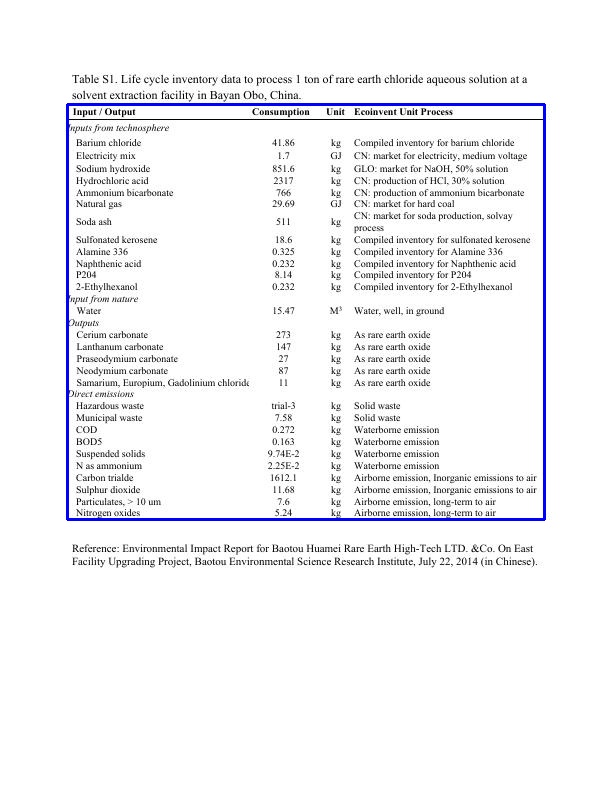 Table S1. Life cycle inventory data to process 1 ton of rare earth chloride aqueous solution at a
solvent extraction facility in Bayan Obo, China.
Input / Output Consumption Unit Ecoinvent Unit Process
Inputs from technosphere
Barium chloride 41.86 kg Compiled inventory for barium chloride
Electricity mix 1.7 GJ CN: market for electricity, medium voltage
Sodium hydroxide 851.6 kg GLO: market for NaOH, 50% solution
Hydrochloric acid 2317 kg CN: production of HCl, 30% solution
Ammonium bicarbonate 766 kg CN: production of ammonium bicarbonate
Natural gas 29.69 GJ CN: market for hard coal
Soda ash 511 kg CN: market for soda production, solvay
process
Sulfonated kerosene 18.6 kg Compiled inventory for sulfonated kerosene
Alamine 336 0.325 kg Compiled inventory for Alamine 336
Naphthenic acid 0.232 kg Compiled inventory for Naphthenic acid
P204 8.14 kg Compiled inventory for P204
2-Ethylhexanol 0.232 kg Compiled inventory for 2-Ethylhexanol
Input from nature
Water 15.47 M³ Water, well, in ground
Outputs
Cerium carbonate 273 kg As rare earth oxide
Lanthanum carbonate 147 kg As rare earth oxide
Praseodymium carbonate 27 kg As rare earth oxide
Neodymium carbonate 87 kg As rare earth oxide
Samarium, Europium, Gadolinium chloride 11 kg As rare earth oxide
Direct emissions
Hazardous waste trial-3 kg Solid waste
Municipal waste 7.58 kg Solid waste
COD 0.272 kg Waterborne emission
BOD5 0.163 kg Waterborne emission
Suspended solids 9.74E-2 kg Waterborne emission
N as ammonium 2.25E-2 kg Waterborne emission
Carbon trialde 1612.1 kg Airborne emission, Inorganic emissions to air
Sulphur dioxide 11.68 kg Airborne emission, Inorganic emissions to air
Particulates, > 10 um 7.6 kg Airborne emission, long-term to air
Nitrogen oxides 5.24 kg Airborne emission, long-term to air
Reference: Environmental Impact Report for Baotou Huamei Rare Earth High-Tech LTD. &Co. On East
Facility Upgrading Project, Baotou Environmental Science Research Institute, July 22, 2014 (in Chinese).